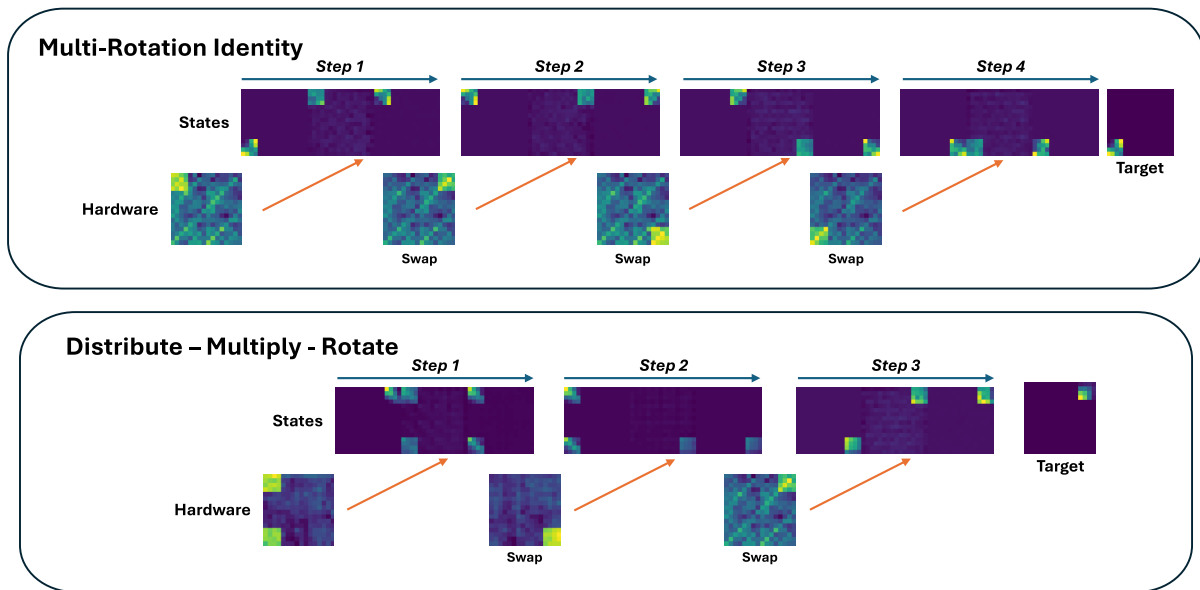 Multi-Rotation Identity
Step 1
Step 2
Step 3
Step 4
States
Target
Hardware
Swap
Swap
Swap
Distribute – Multiply - Rotate
Step 1
Step 2
Step 3
States
Target
Hardware
Swap
Swap